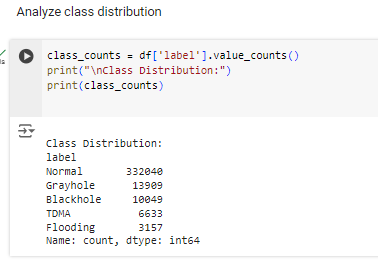 Analyze class distribution
class_counts = df['label'].value_counts()
print("\nClass Distribution:")
print(class_counts)
Class Distribution:
label
Normal 332040
Grayhole 13909
Blackhole 10049
TDMA 6633
Flooding 3157
Name: count, dtype: int64